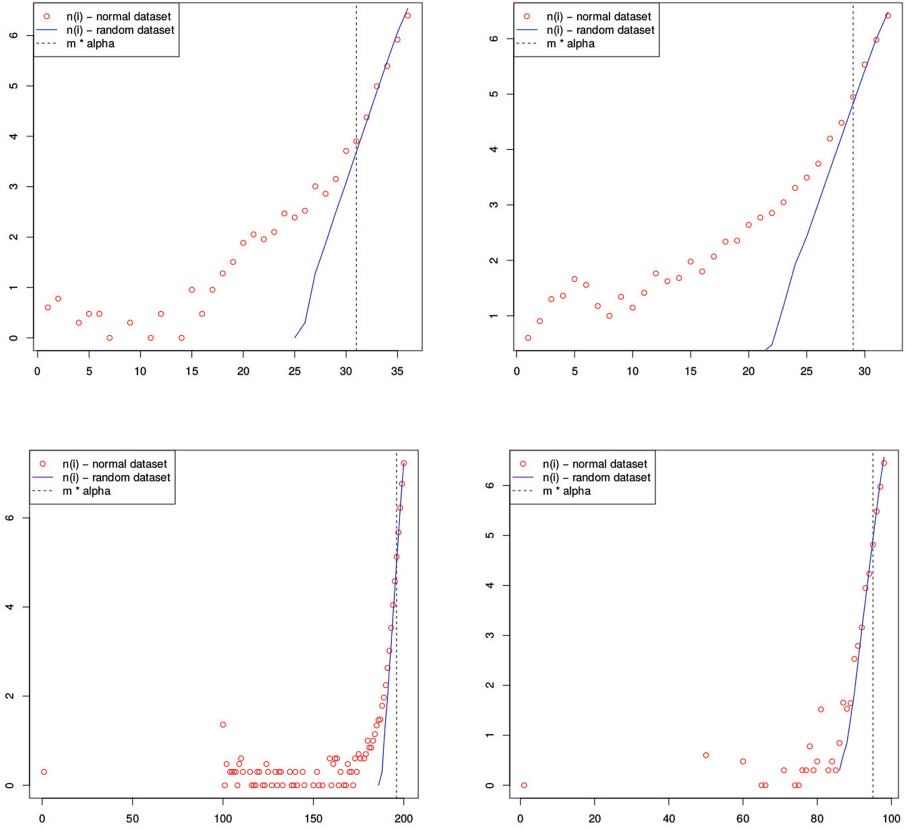 n(i) – normal dataset
n(i) – random dataset
m * alpha
6
5
4
3
2
1
0
0 5 10 15 20 25 30 35
n(i) – normal dataset
n(i) – random dataset
m * alpha
6
5
4
3
2
1
0 5 10 15 20 25 30
n(i) – normal dataset
n(i) – random dataset
m * alpha
6
4
2
0
0 50 100 150 200
n(i) – normal dataset
n(i) – random dataset
m * alpha
6
5
4
3
2
1
0
0 20 40 60 80 100